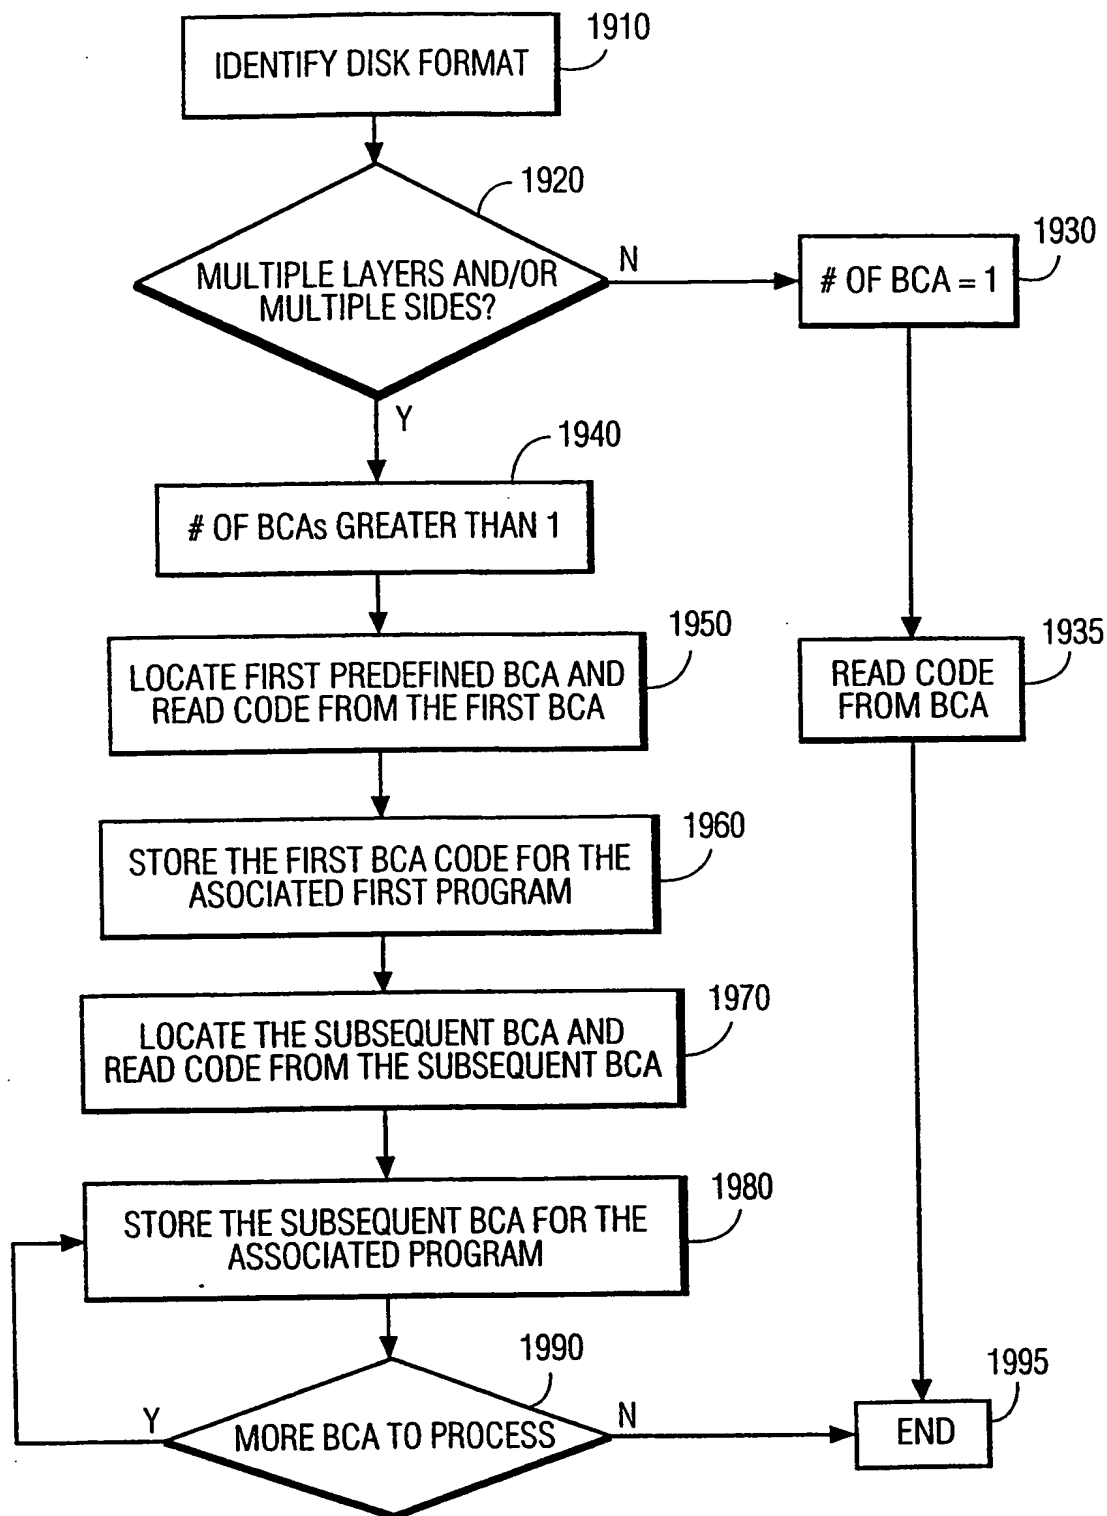 IDENTIFY DISK FORMAT
1910
1920
MULTIPLE LAYERS AND/OR
MULTIPLE SIDES?
N
1930
# OF BCA = 1
Y
1940
# OF BCAs GREATER THAN 1
1950
LOCATE FIRST PREDEFINED BCA AND
READ CODE FROM THE FIRST BCA
1935
READ CODE
FROM BCA
1960
STORE THE FIRST BCA CODE FOR THE
ASOCIATED FIRST PROGRAM
1970
LOCATE THE SUBSEQUENT BCA AND
READ CODE FROM THE SUBSEQUENT BCA
1980
STORE THE SUBSEQUENT BCA FOR THE
ASSOCIATED PROGRAM
1990
Y
MORE BCA TO PROCESS
N
1995
END